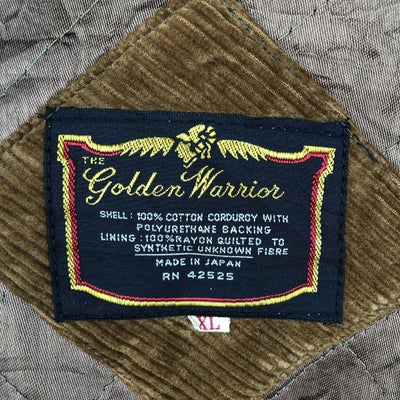 THE
Golden Warrior
SHELL: 100% COTTON CORDUROY WITH
POLYURETHANE BACKING
LINING: 100% RAYON QUILTED TO
SYNTHETIC UNKNOWN FIBRE
MADE IN JAPAN
RN 42525
XL